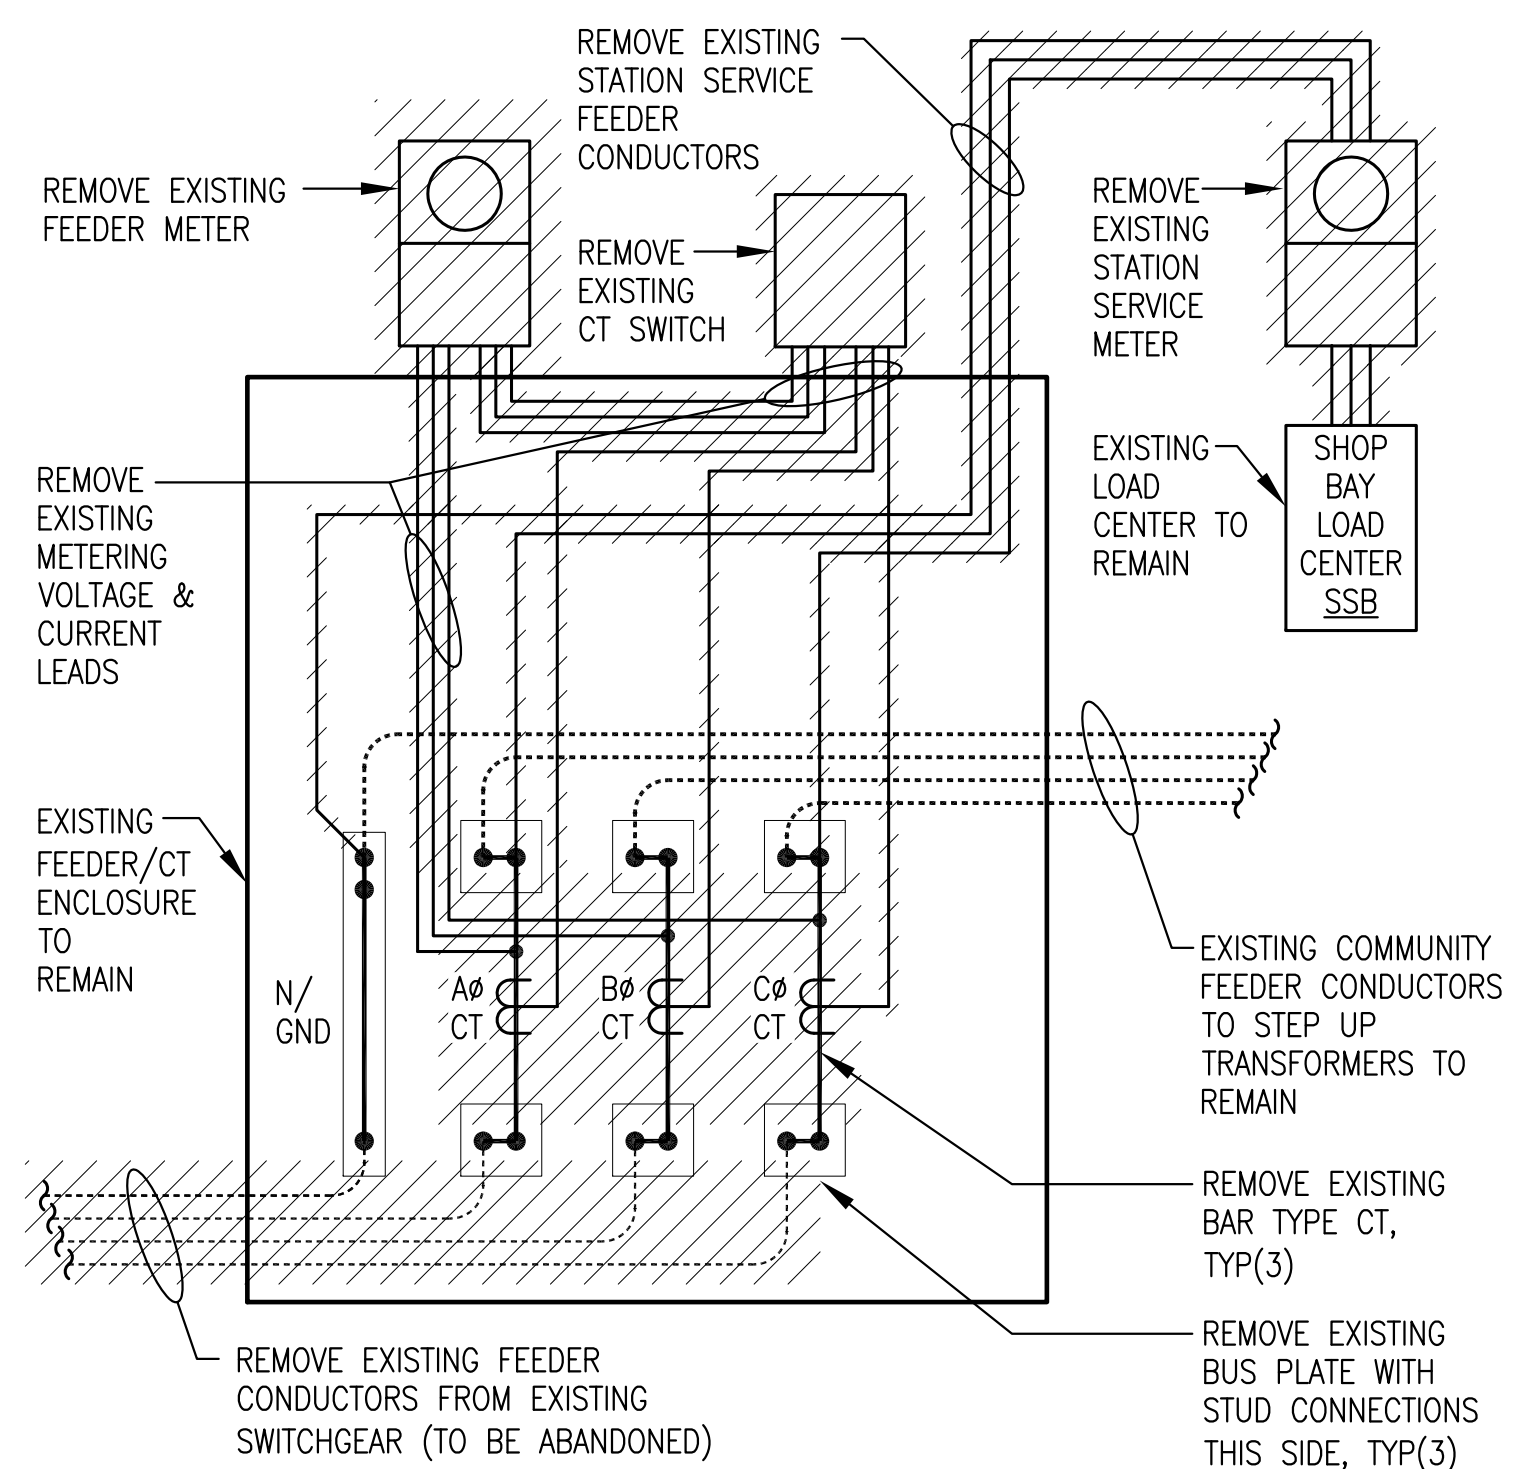 REMOVE EXISTING
STATION SERVICE
FEEDER
CONDUCTORS
REMOVE EXISTING
FEEDER METER
REMOVE
EXISTING
CT SWITCH
REMOVE
EXISTING
STATION
SERVICE
METER
REMOVE
EXISTING
METERING
VOLTAGE &
CURRENT
LEADS
EXISTING
LOAD
CENTER TO
REMAIN
SHOP
BAY
LOAD
CENTER
SSB
EXISTING
FEEDER/CT
ENCLOSURE
TO
REMAIN
N/
GND
AØ
CT
BØ
CT
CØ
CT
EXISTING COMMUNITY
FEEDER CONDUCTORS
TO STEP UP
TRANSFORMERS TO
REMAIN
REMOVE EXISTING
BAR TYPE CT,
TYP(3)
REMOVE EXISTING
BUS PLATE WITH
STUD CONNECTIONS
THIS SIDE, TYP(3)
REMOVE EXISTING FEEDER
CONDUCTORS FROM EXISTING
SWITCHGEAR (TO BE ABANDONED)